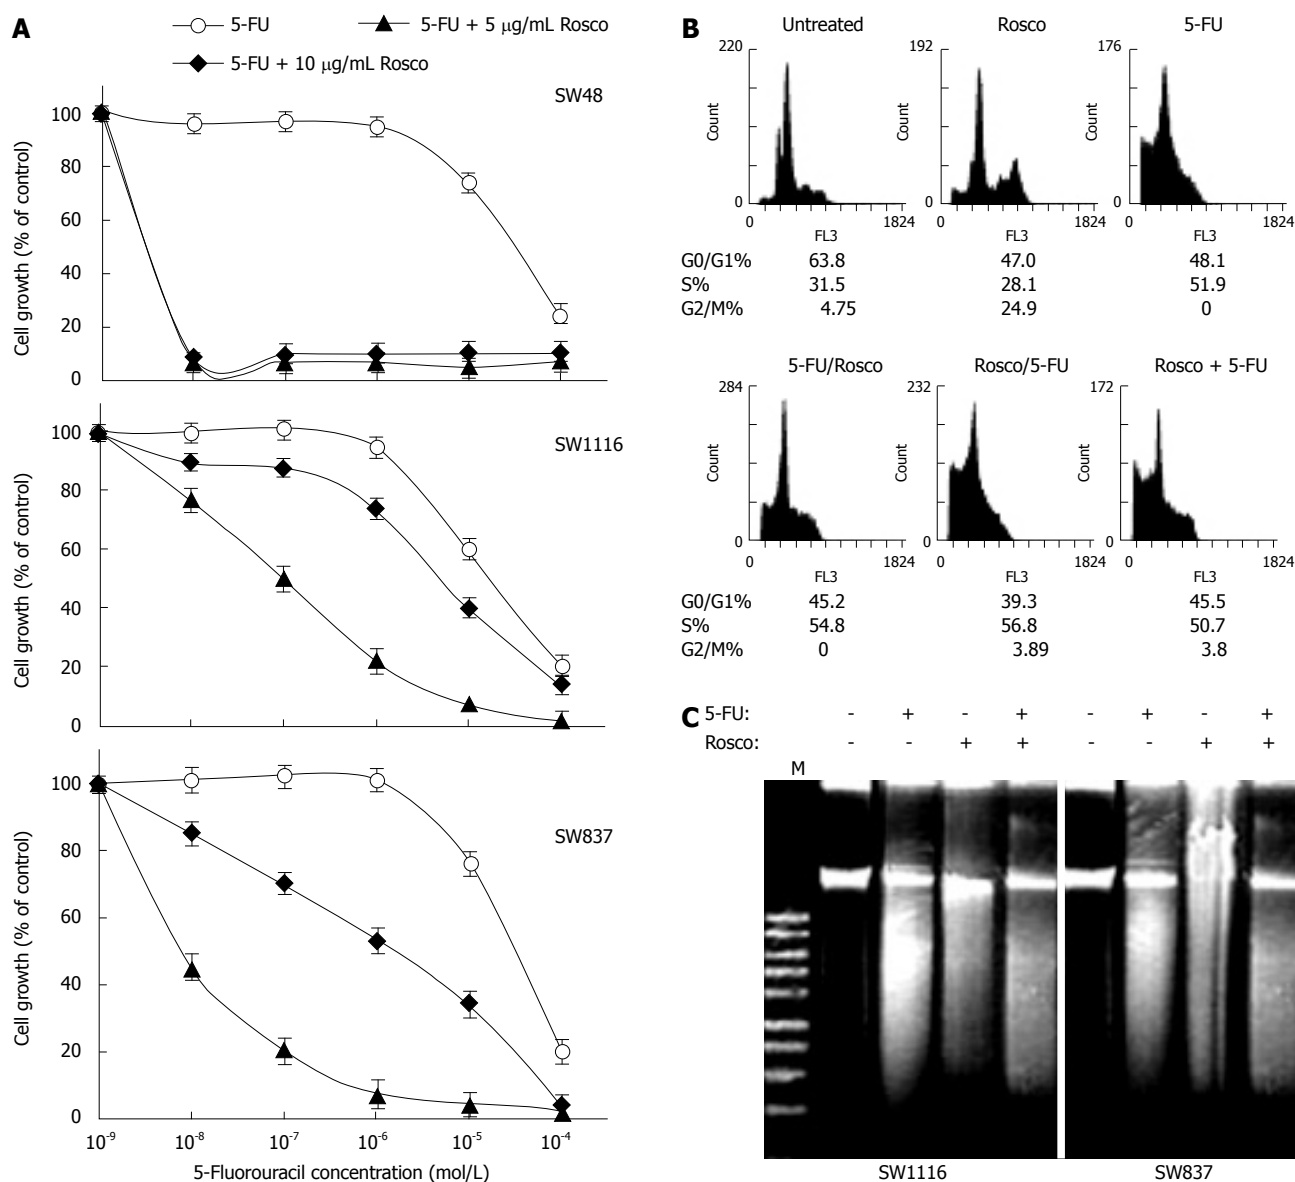 A
5-FU
5-FU + 5 μg/mL Rosco
5-FU + 10 μg/mL Rosco
SW48
Cell growth (% of control)
100
80
60
40
20
0
SW1116
Cell growth (% of control)
100
80
60
40
20
0
SW837
Cell growth (% of control)
100
80
60
40
20
0
10-9 10-8 10-7 10-6 10-5 10-4
5-Fluorouracil concentration (mol/L)
B
Untreated Rosco 5-FU
220 192 176
Count Count Count
0 0 0
0 1824 0 1824 0 1824
FL3 FL3 FL3
G0/G1% 63.8 47.0 48.1
S% 31.5 28.1 51.9
G2/M% 4.75 24.9 0
5-FU/Rosco Rosco/5-FU Rosco + 5-FU
284 232 172
Count Count Count
0 0 0
0 1824 0 1824 0 1824
FL3 FL3 FL3
G0/G1% 45.2 39.3 45.5
S% 54.8 56.8 50.7
G2/M% 0 3.89 3.8
C
5-FU: - + - + - + - +
Rosco: - - + + - - + +
M
SW1116 SW837